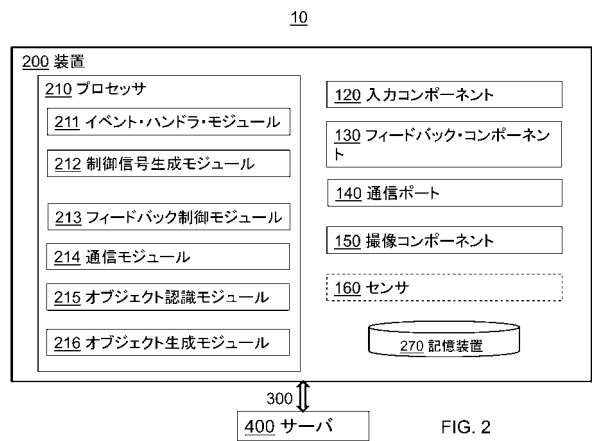 10
200 装置
210 プロセッサ
211 イベント・ハンドラ・モジュール
212 制御信号生成モジュール
213 フィードバック制御モジュール
214 通信モジュール
215 オブジェクト認識モジュール
216 オブジェクト生成モジュール
120 入力コンポーネント
130 フィードバック・コンポーネン
ト
140 通信ポート
150 撮像コンポーネント
160 センサ
270 記憶装置
300
400 サーバ
FIG. 2